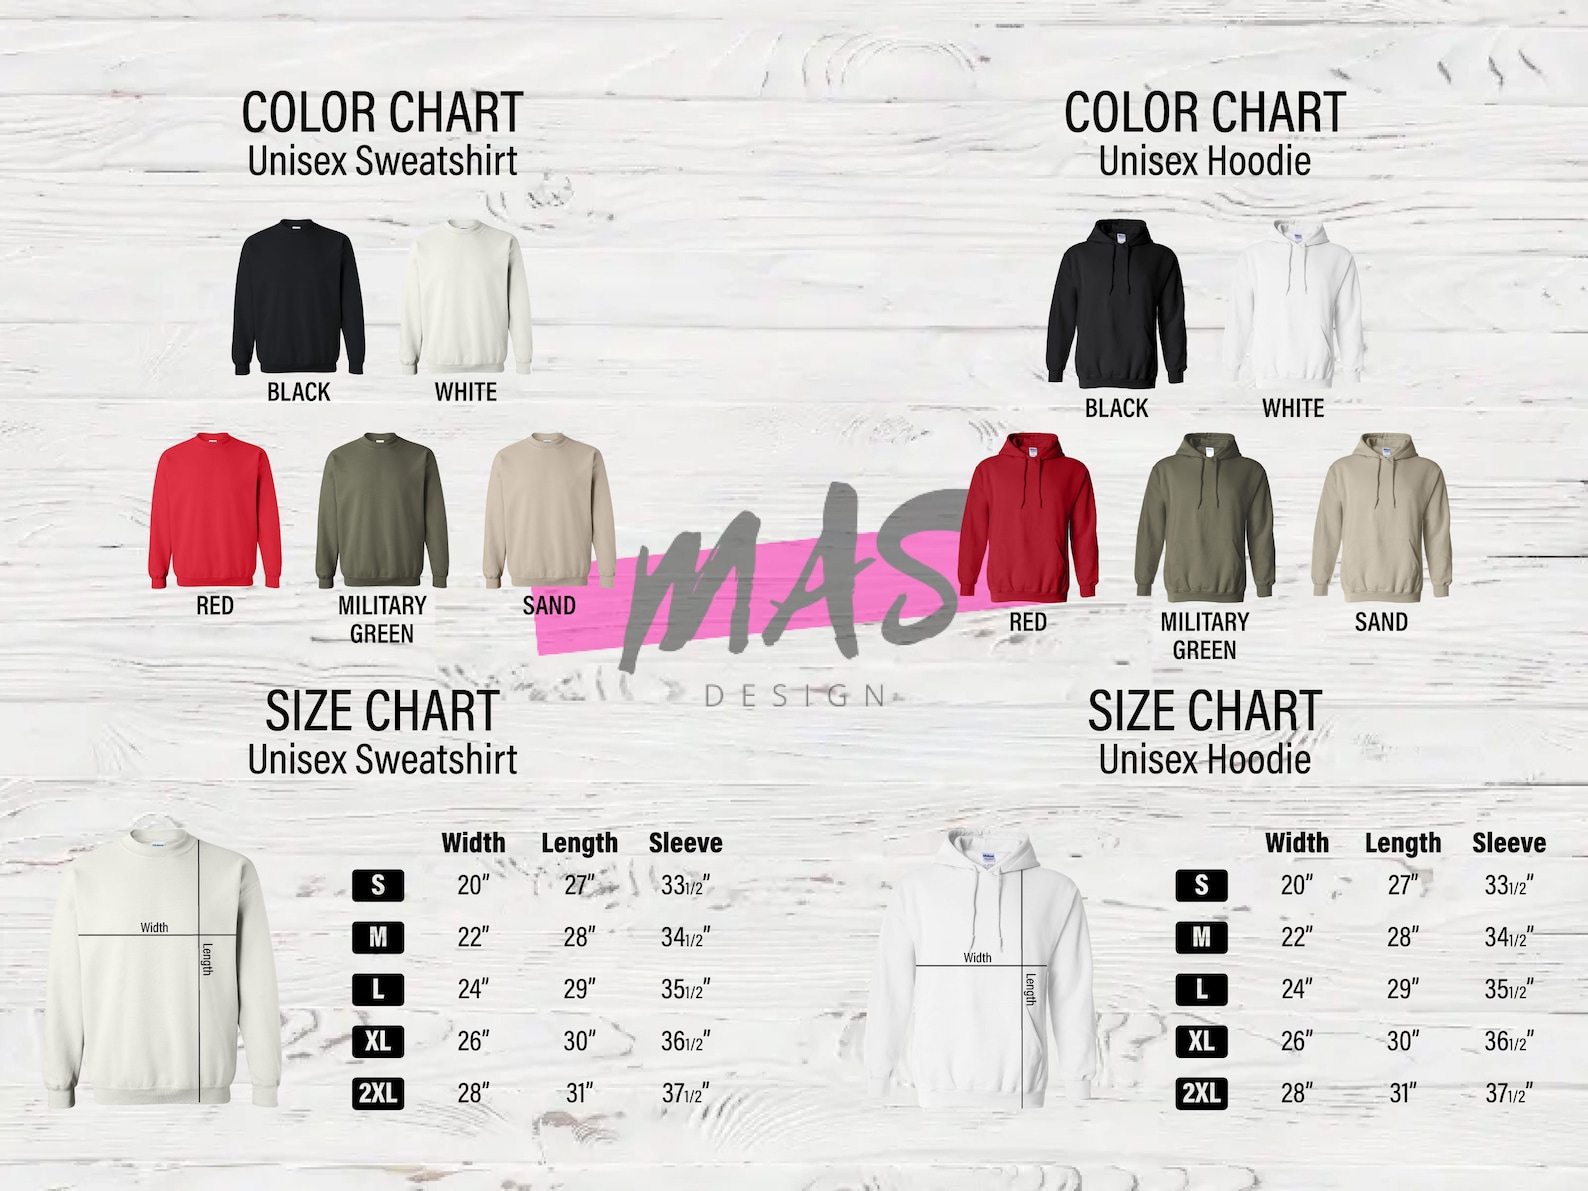 COLOR CHART
Unisex Sweatshirt
BLACK
WHITE
RED
MILITARY
GREEN
SAND
COLOR CHART
Unisex Hoodie
BLACK
WHITE
RED
MILITARY
GREEN
SAND
MAS
DESIGN
SIZE CHART
Unisex Sweatshirt
Width
Length
Width Length Sleeve
S 20" 27" 33 1/2"
M 22" 28" 34 1/2"
L 24" 29" 35 1/2"
XL 26" 30" 36 1/2"
2XL 28" 31" 37 1/2"
SIZE CHART
Unisex Hoodie
Width
Length
Width Length Sleeve
S 20" 27" 33 1/2"
M 22" 28" 34 1/2"
L 24" 29" 35 1/2"
XL 26" 30" 36 1/2"
2XL 28" 31" 37 1/2"